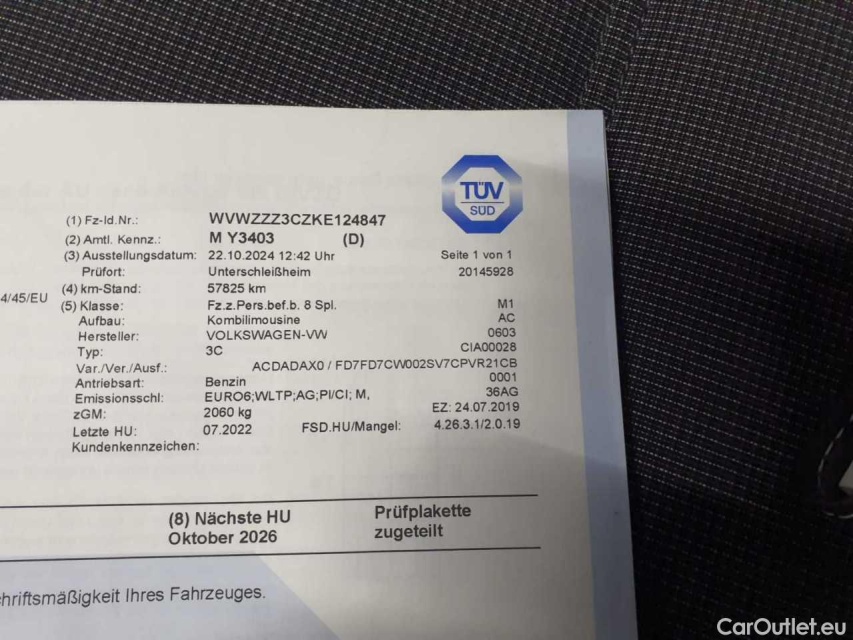 TÜV
SÜD
(1) Fz-Id.Nr.: WVWZZZ3CZKE124847
(2) Amtl. Kennz.: M Y3403 (D)
(3) Ausstellungsdatum: 22.10.2024 12:42 Uhr Seite 1 von 1
Prüfort: Unterschleißheim 20145928
4/45/EU (4) km-Stand: 57825 km
(5) Klasse: Fz.z.Pers.bef.b. 8 Spl. M1
Aufbau: Kombilimousine AC
Hersteller: VOLKSWAGEN-VW 0603
Typ: 3C CIA00028
Var./Ver./Ausf.: ACDADAX0 / FD7FD7CW002SV7CPVR21CB
Antriebsart: Benzin 0001
Emissionsschl: EURO6;WLTP;AG;PI/CI; M, 36AG
zGM: 2060 kg EZ: 24.07.2019
Letzte HU: 07.2022 FSD.HU/Mangel: 4.26.3.1/2.0.19
Kundenkennzeichen:
(8) Nächste HU Prüfplakette
Oktober 2026 zugeteilt
chriftsmäßigkeit Ihres Fahrzeuges.
CarOutlet.eu